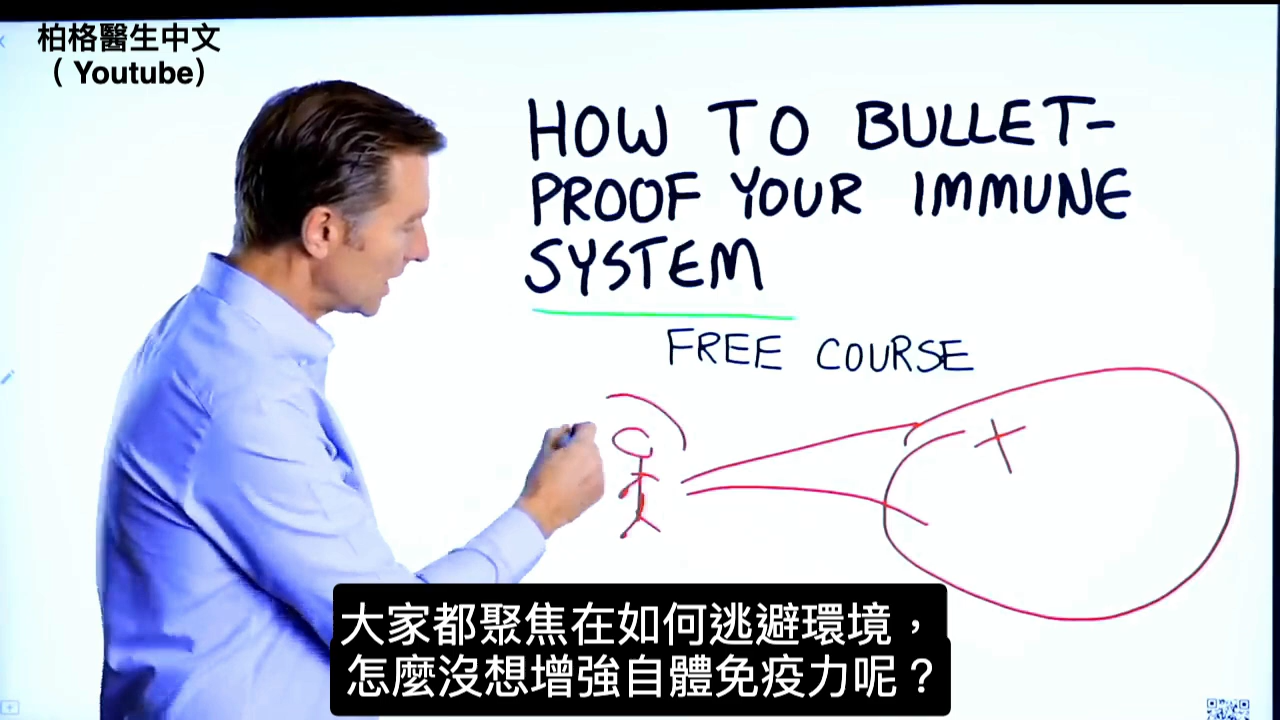 柏格醫生中文
( Youtube)
HOW TO BULLET-
PROOF YOUR IMMUNE
SYSTEM
FREE COURSE
大家都聚焦在如何逃避環境，
怎麼沒想增強自體免疫力呢？